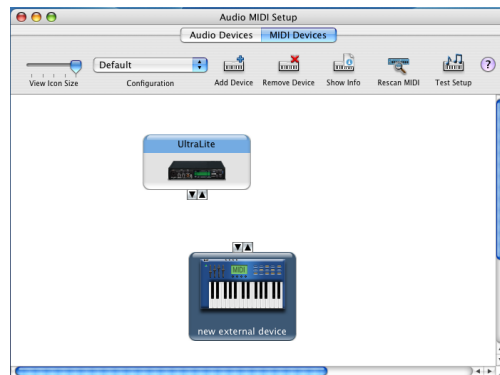 Audio MIDI Setup
Audio Devices MIDI Devices
Default
?
View Icon Size Configuration Add Device Remove Device Show Info Rescan MIDI Test Setup
UltraLite
MIDI
new external device